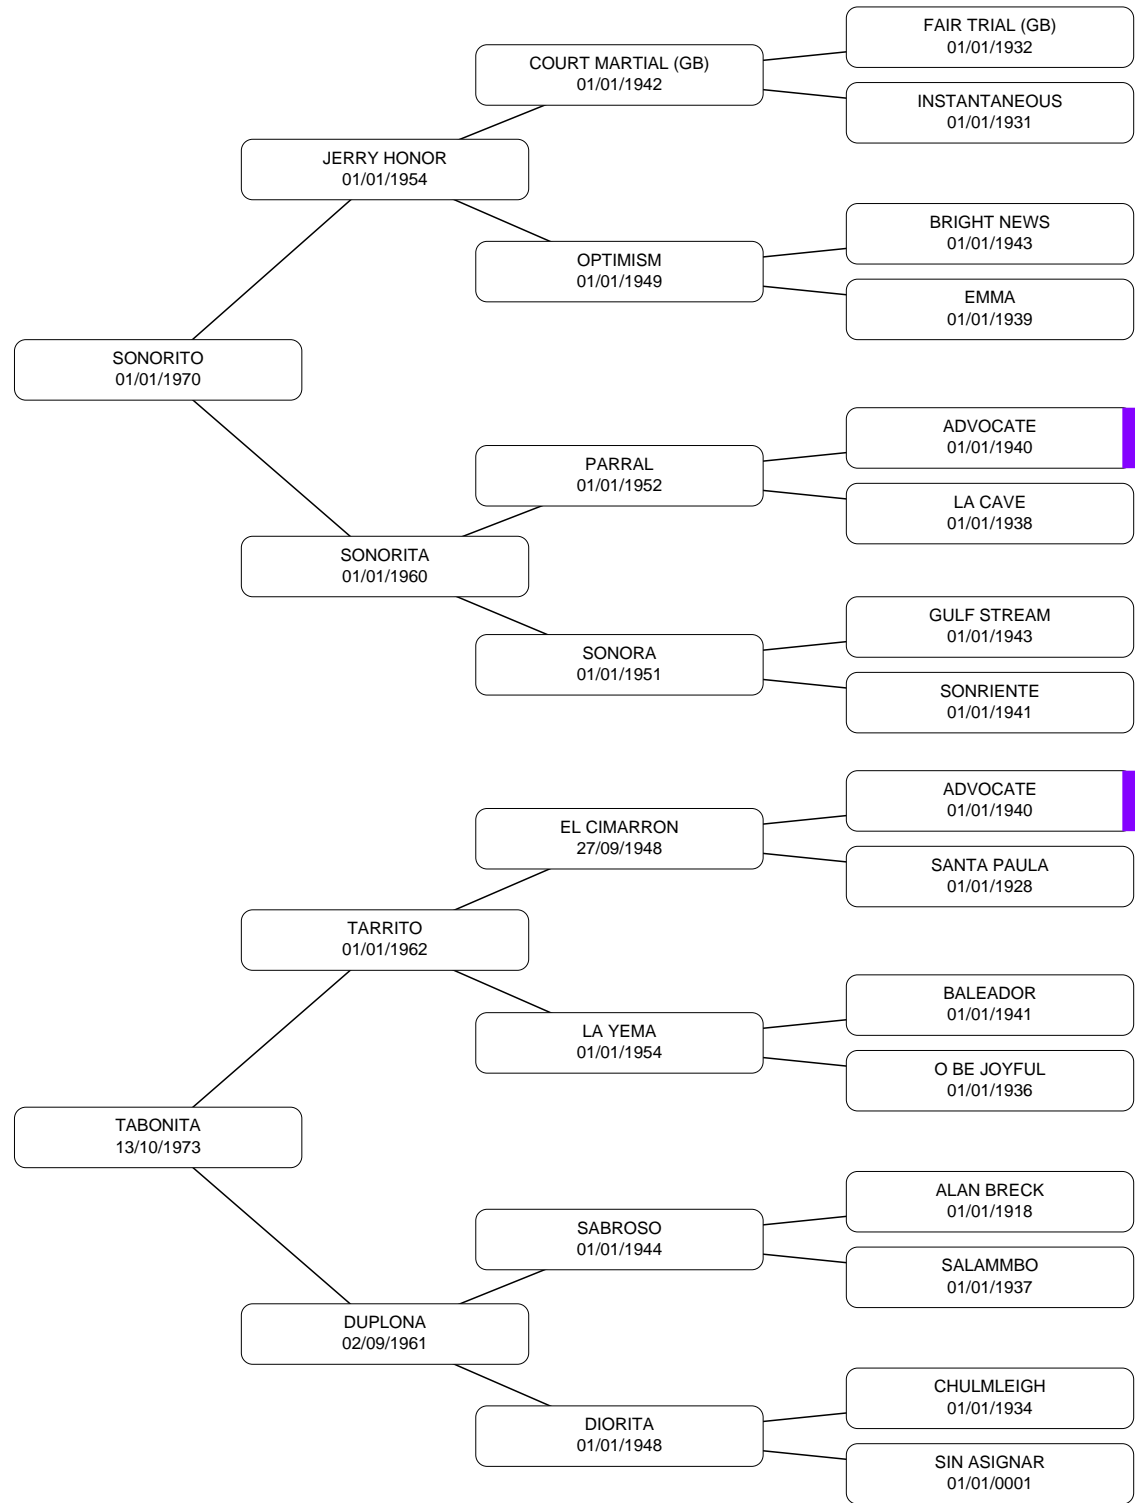 FAIR TRIAL (GB)
01/01/1932
COURT MARTIAL (GB)
01/01/1942
INSTANTANEOUS
01/01/1931
JERRY HONOR
01/01/1954
BRIGHT NEWS
01/01/1943
OPTIMISM
01/01/1949
EMMA
01/01/1939
SONORITO
01/01/1970
ADVOCATE
01/01/1940
PARRAL
01/01/1952
LA CAVE
01/01/1938
SONORITA
01/01/1960
GULF STREAM
01/01/1943
SONORA
01/01/1951
SONRIENTE
01/01/1941
ADVOCATE
01/01/1940
EL CIMARRON
27/09/1948
SANTA PAULA
01/01/1928
TARRITO
01/01/1962
BALEADOR
01/01/1941
LA YEMA
01/01/1954
O BE JOYFUL
01/01/1936
TABONITA
13/10/1973
ALAN BRECK
01/01/1918
SABROSO
01/01/1944
SALAMMBO
01/01/1937
DUPLONA
02/09/1961
CHULMLEIGH
01/01/1934
DIORITA
01/01/1948
SIN ASIGNAR
01/01/0001